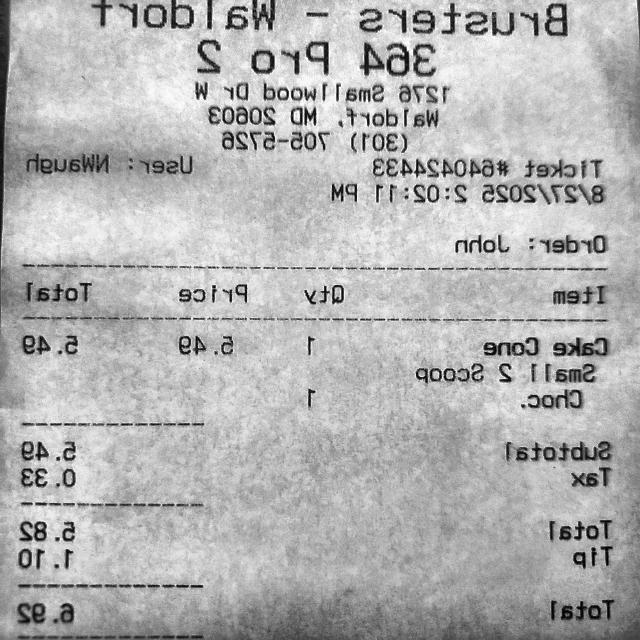 Brusters - Waldorf
364 Pro 2
1276 Smallwood Dr W
Waldorf, MD 20603
(301) 705-5726
Ticket #640424433 User: NWaugh
8/27/2025 2:02:11 PM
Order: John
Item Qty Price Total
Cake Cone 1 5.49 5.49
Small 2 Scoop
Choc. 1
Subtotal 5.49
Tax 0.33
Total 5.82
Tip 1.10
Total 6.92